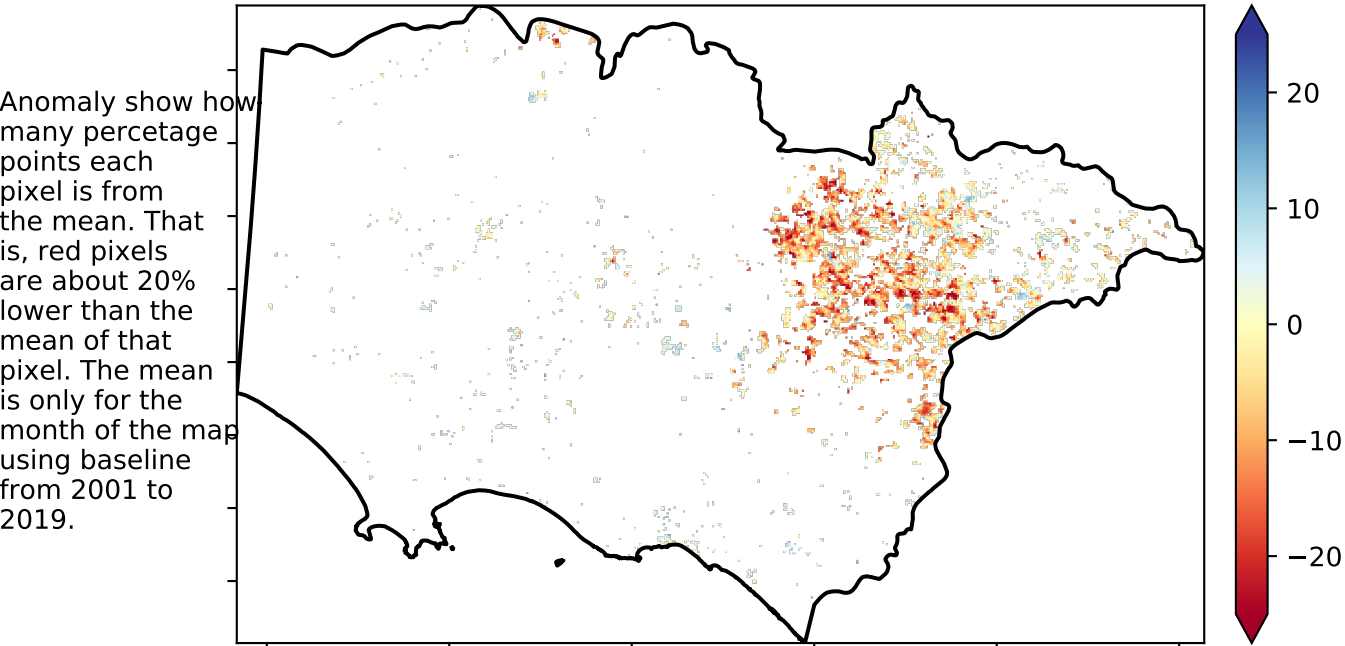 Anomaly show how
many percetage
points each
pixel is from
the mean. That
is, red pixels
are about 20%
lower than the
mean of that
pixel. The mean
is only for the
month of the map
using baseline
from 2001 to
2019.
20
10
0
−10
−20